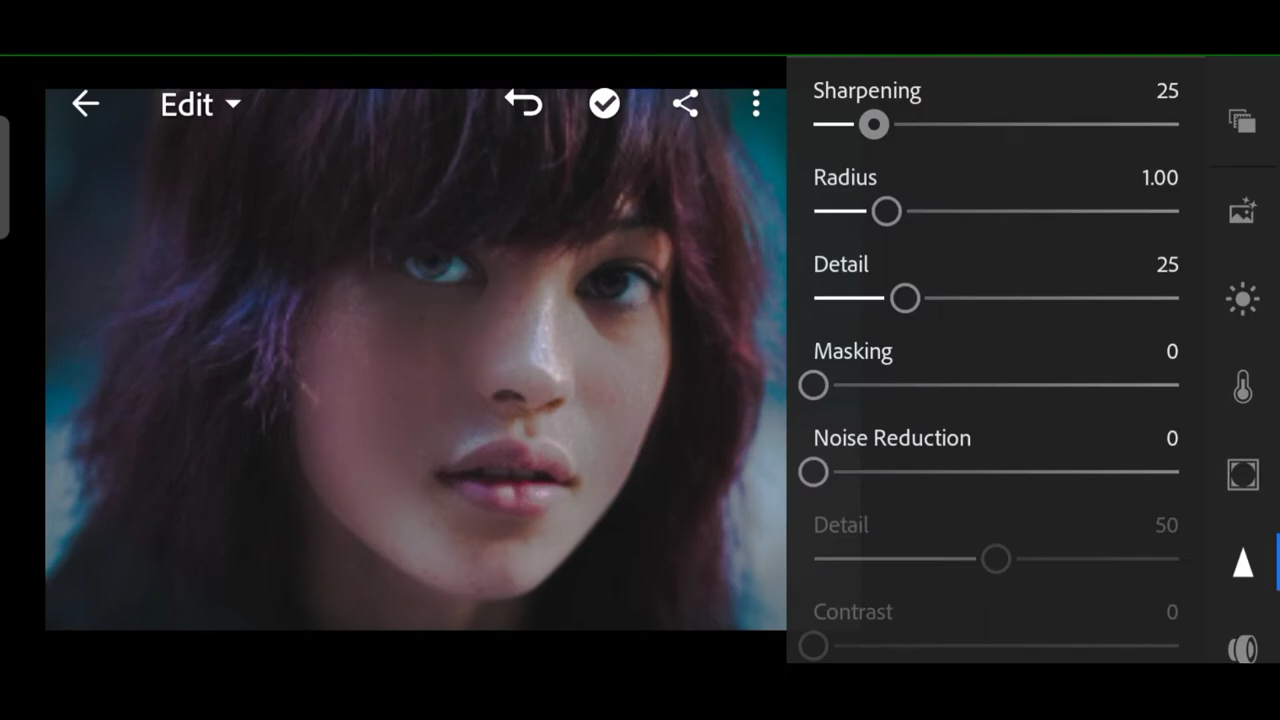 Edit
Sharpening 25
Radius 1.00
Detail 25
Masking 0
Noise Reduction 0
Detail 50
Contrast 0